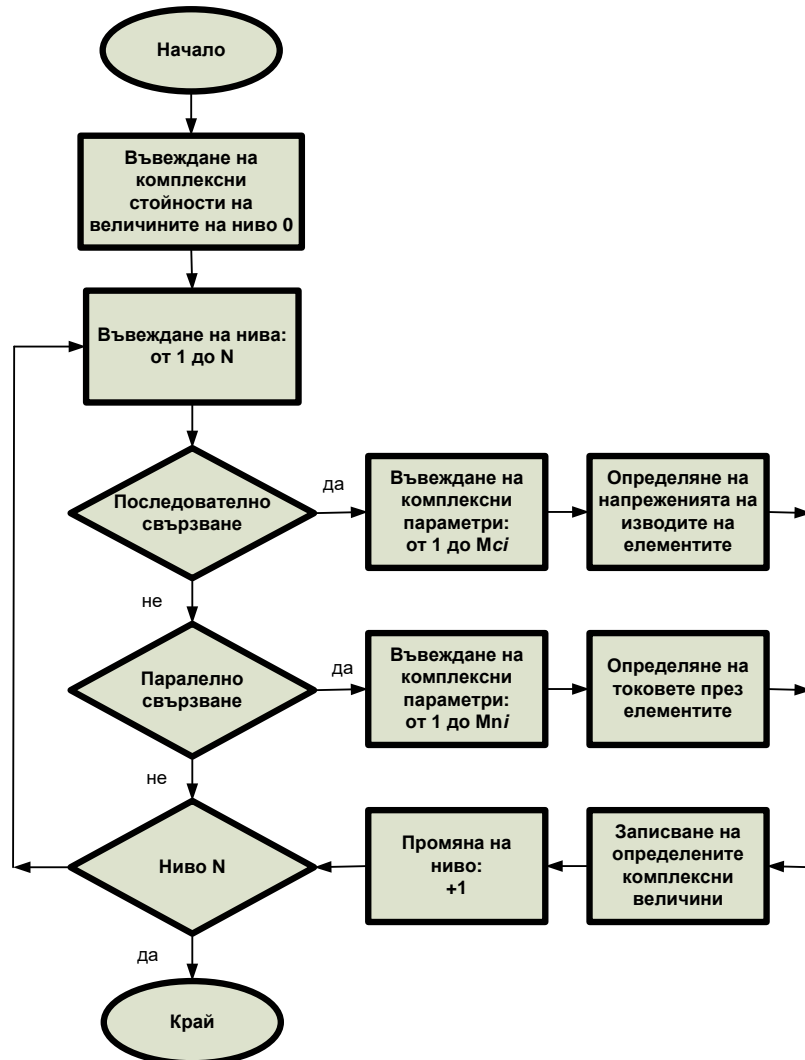 Начало
Въвеждане на
комплексни
стойности на
величините на ниво 0
Въвеждане на нива:
от 1 до N
Последователно
свързване
да
Въвеждане на
комплексни
параметри:
от 1 до Mci
Определяне на
напреженията на
изводите на
елементите
не
Паралелно
свързване
да
Въвеждане на
комплексни
параметри:
от 1 до Mni
Определяне на
токовете през
елементите
не
Ниво N
Промяна на
ниво:
+1
Записване на
определените
комплексни
величини
да
Край